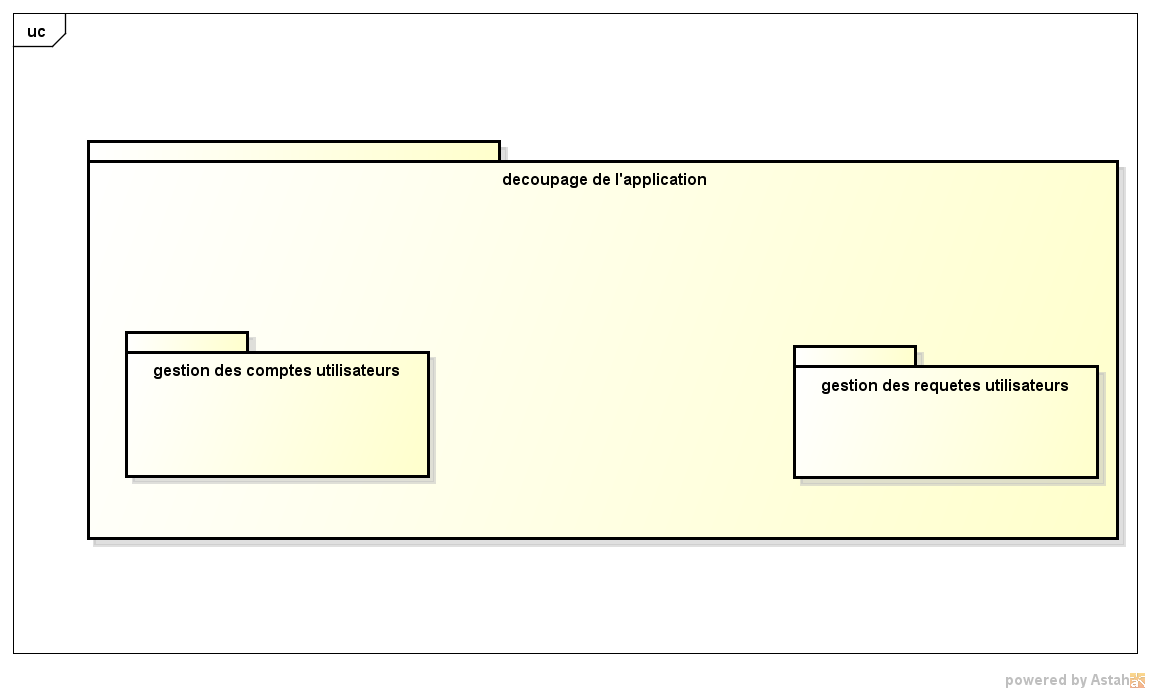 uc
decoupage de l'application
gestion des comptes utilisateurs
gestion des requetes utilisateurs
powered by Astah